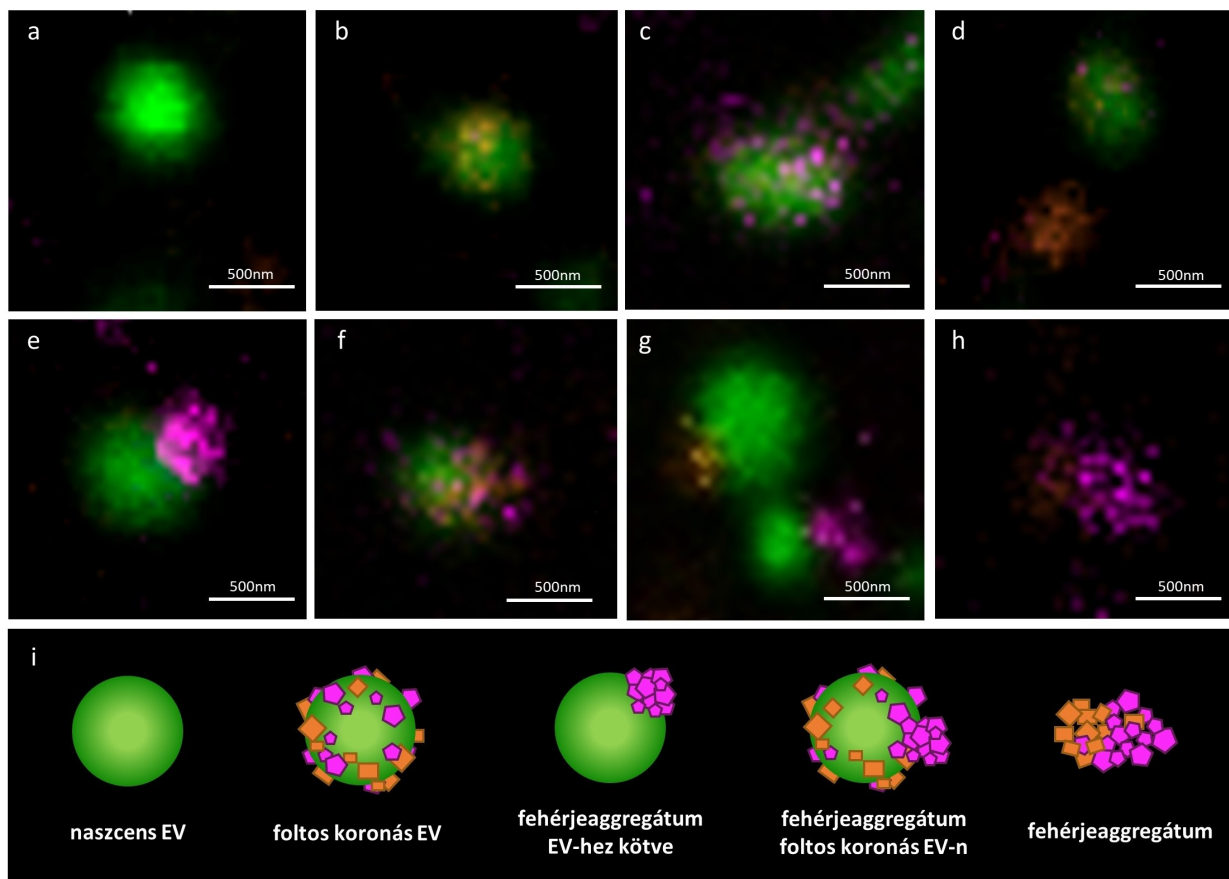 a
b
c
d
500nm
500nm
500nm
500nm
e
f
g
h
500nm
500nm
500nm
500nm
i
naszcens EV
foltos koronás EV
fehérjeaggregátum
EV-hez kötve
fehérjeaggregátum
foltos koronás EV-n
fehérjeaggregátum